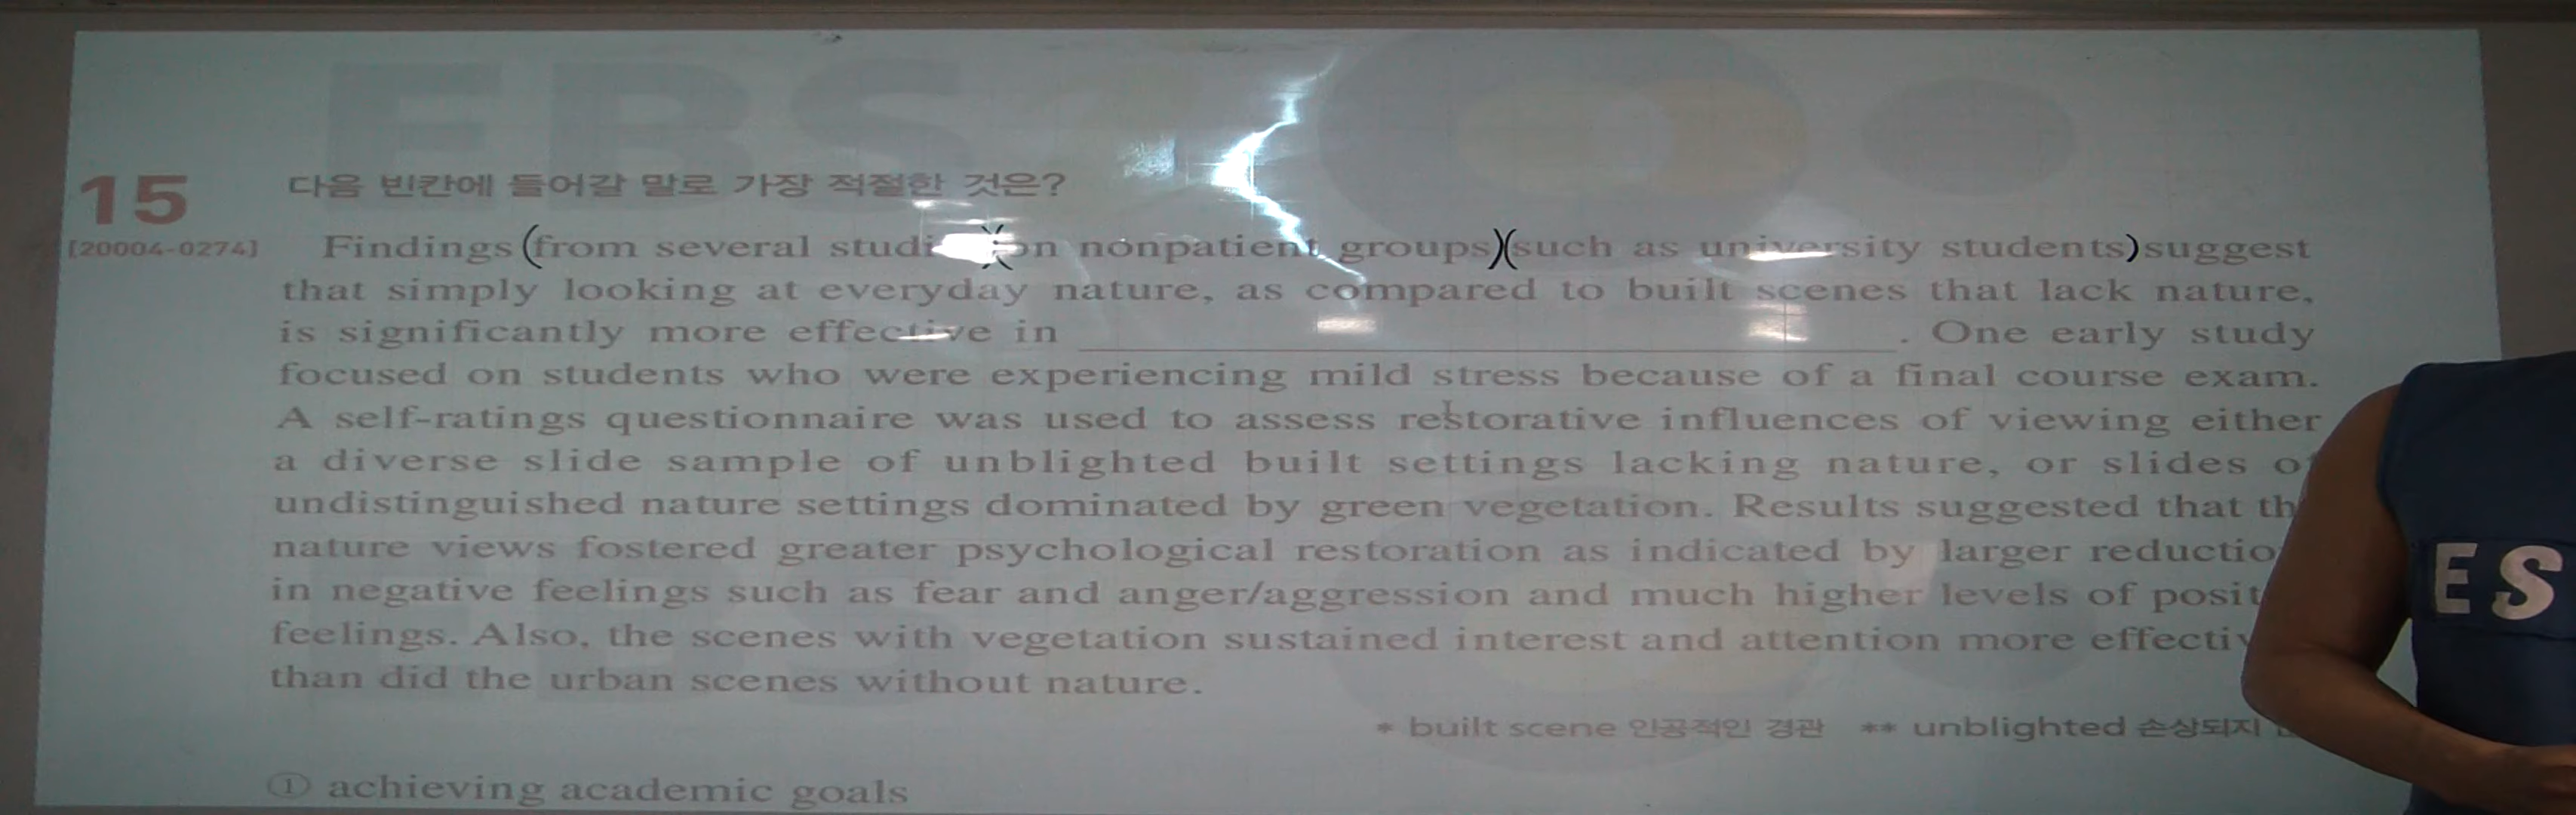 EBS
15 다음 빈칸에 들어갈 말로 가장 적절한 것은?
[20004-0274] Findings (from several )(on nonpatient groups)(such as university students) suggest
that simply looking at everyday nature, as compared to built scenes that lack nature,
is significantly more effective in ____________. One early study
focused on students who were experiencing mild stress because of a final course exam.
A self-ratings questionnaire was used to assess restorative influences of viewing either
a diverse slide sample of unblighted built settings lacking nature, or slides
undistinguished nature settings dominated by green vegetation. Results suggested that
nature views fostered greater psychological restoration as indicated by larger
in negative feelings such as fear and anger/aggression and much higher levels of
feelings. Also, the scenes with vegetation sustained interest and attention more
than did the urban scenes without nature.
* built scene 인공적인 경관 ** unblighted 손상되지
① achieving academic goals
ES